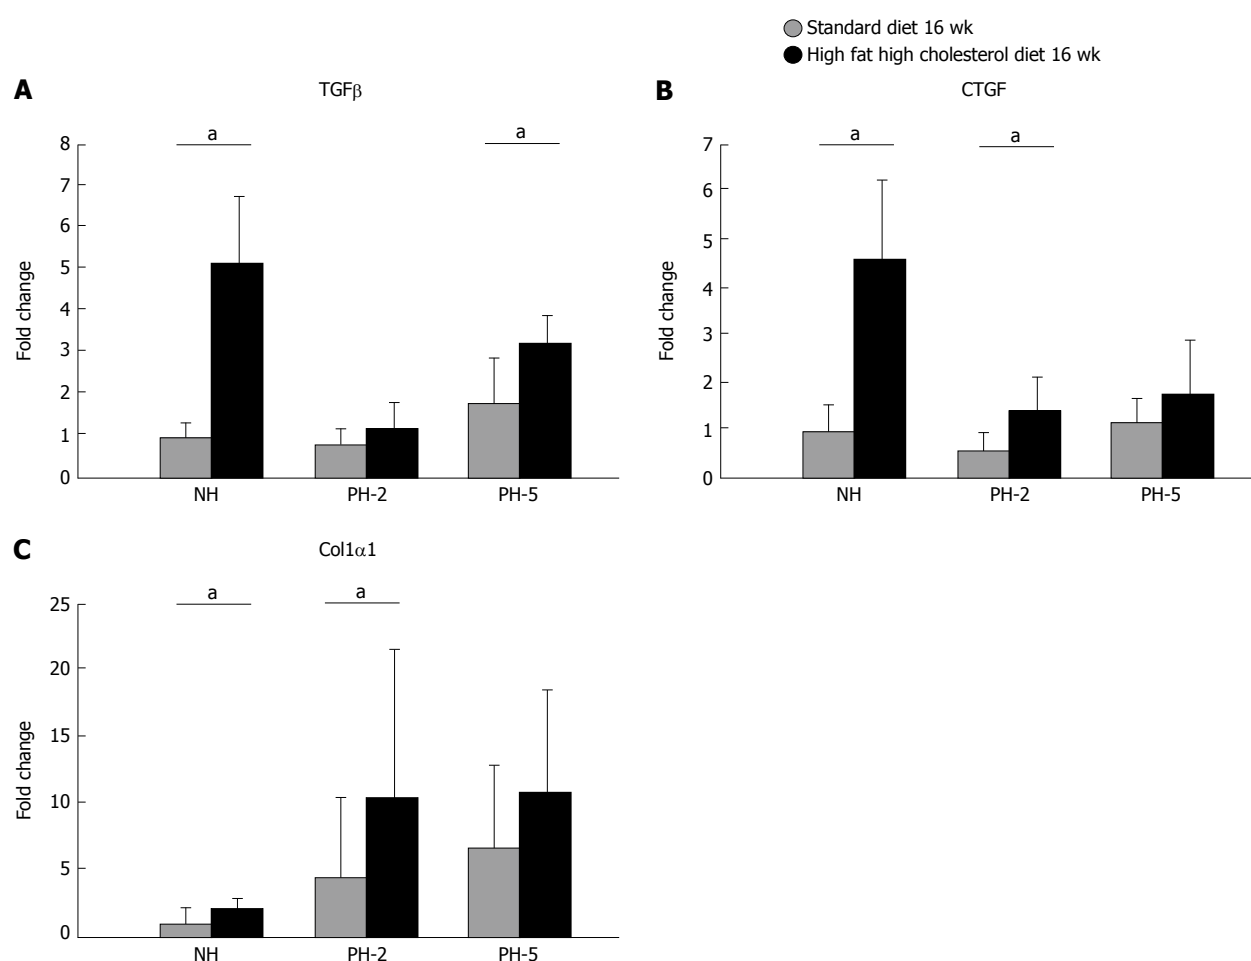 Standard diet 16 wk
High fat high cholesterol diet 16 wk
A
TGFβ
a
a
8
7
6
5
4
3
2
1
0
Fold change
NH
PH-2
PH-5
B
CTGF
a
a
7
6
5
4
3
2
1
0
Fold change
NH
PH-2
PH-5
C
Col1α1
a
a
25
20
15
10
5
0
Fold change
NH
PH-2
PH-5